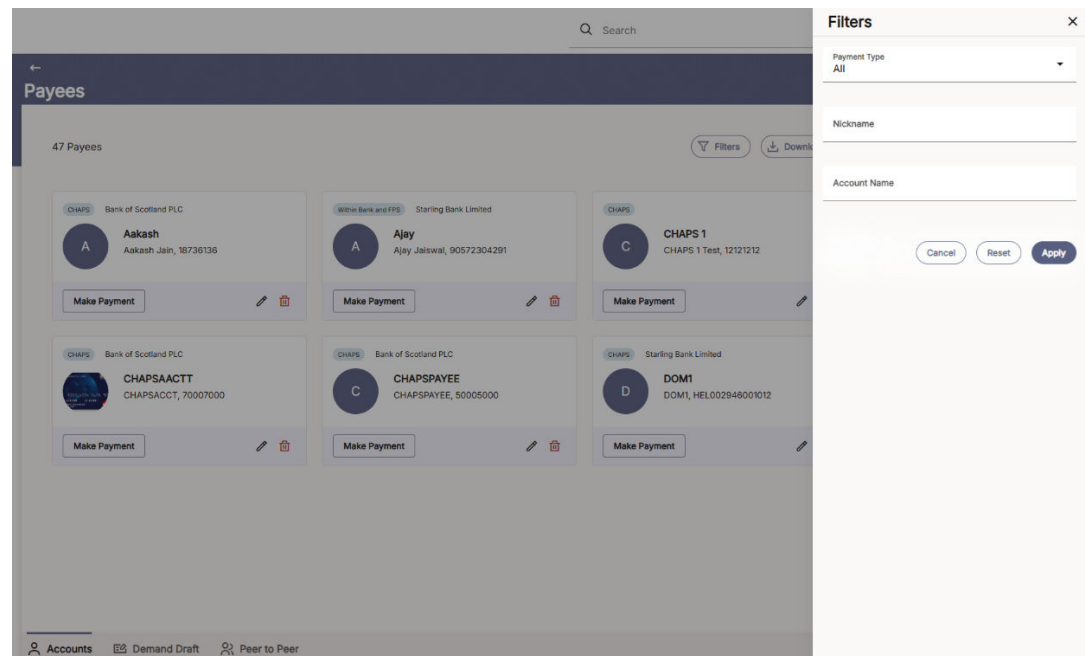 Search
Payees
47 Payees
Filters
CHAPS Bank of Scotland PLC
A
Aakash
Aakash Jain, 18736136
Make Payment
Within Bank and FPS Starling Bank Limited
A
Ajay
Ajay Jaiswal, 90572304291
Make Payment
CHAPS
C
CHAPS 1
CHAPS 1 Test, 12121212
Make Payment
CHAPS Bank of Scotland PLC
CHAPSAACTT
CHAPSACCT, 70007000
Make Payment
CHAPS Bank of Scotland PLC
C
CHAPSPAYEE
CHAPSPAYEE, 50005000
Make Payment
CHAPS Starling Bank Limited
D
DOM1
DOM1, HEL002946001012
Make Payment
Accounts Demand Draft Peer to Peer
Filters
Payment Type
All
Nickname
Account Name
Cancel Reset Apply